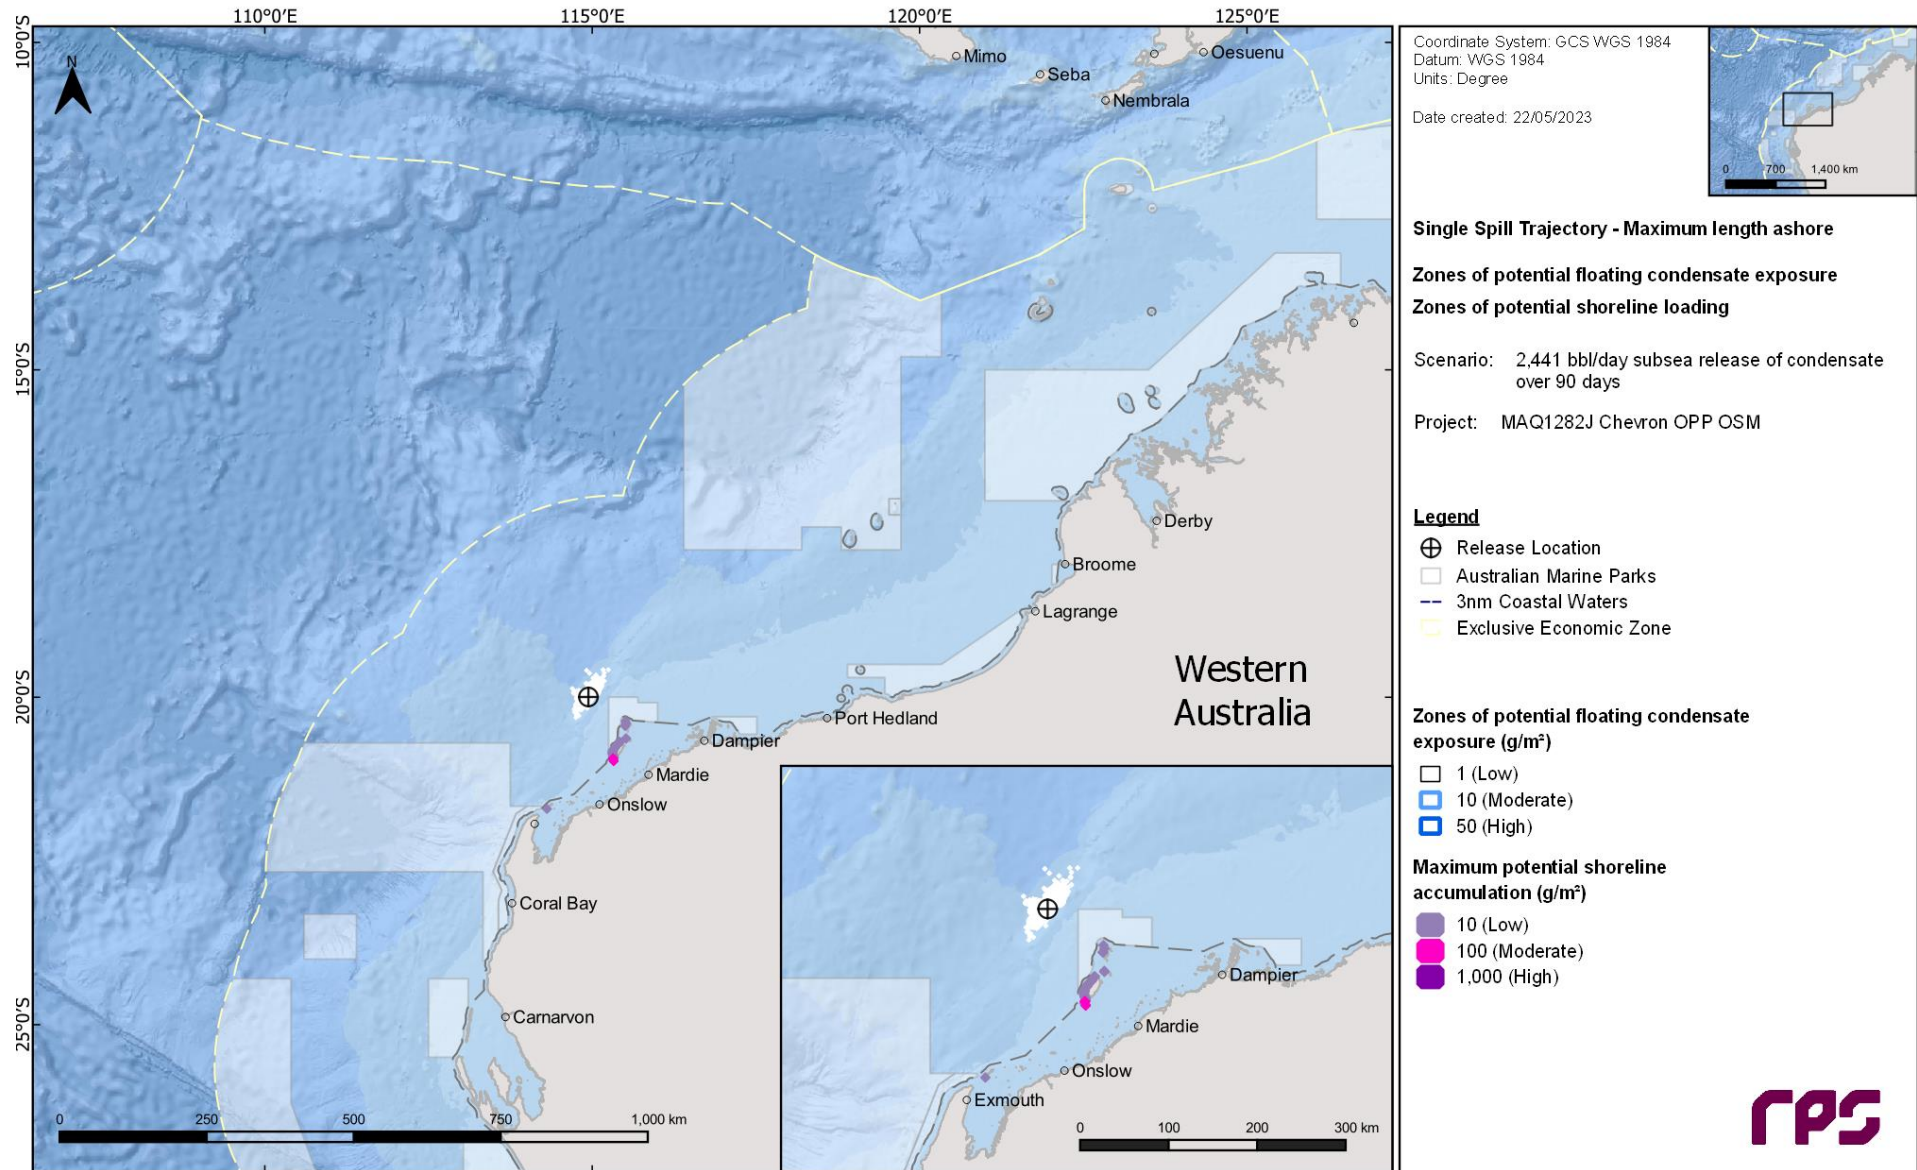 110°0'E
115°0'E
120°0'E
125°0'E
10°0'S
15°0'S
20°0'S
25°0'S
N
Mimo
Seba
Oesuenu
Nembrala
Derby
Broome
Lagrange
Western
Australia
Port Hedland
Dampier
Mardie
Onslow
Coral Bay
Carnarvon
0 250 500 750 1,000 km
Dampier
Mardie
Onslow
Exmouth
0 100 200 300 km
Coordinate System: GCS WGS 1984
Datum: WGS 1984
Units: Degree
Date created: 22/05/2023
0 700 1,400 km
Single Spill Trajectory - Maximum length ashore
Zones of potential floating condensate exposure
Zones of potential shoreline loading
Scenario: 2,441 bbl/day subsea release of condensate
over 90 days
Project: MAQ1282J Chevron OPP OSM
Legend
Release Location
Australian Marine Parks
3nm Coastal Waters
Exclusive Economic Zone
Zones of potential floating condensate
exposure (g/m²)
1 (Low)
10 (Moderate)
50 (High)
Maximum potential shoreline
accumulation (g/m²)
10 (Low)
100 (Moderate)
1,000 (High)
rps